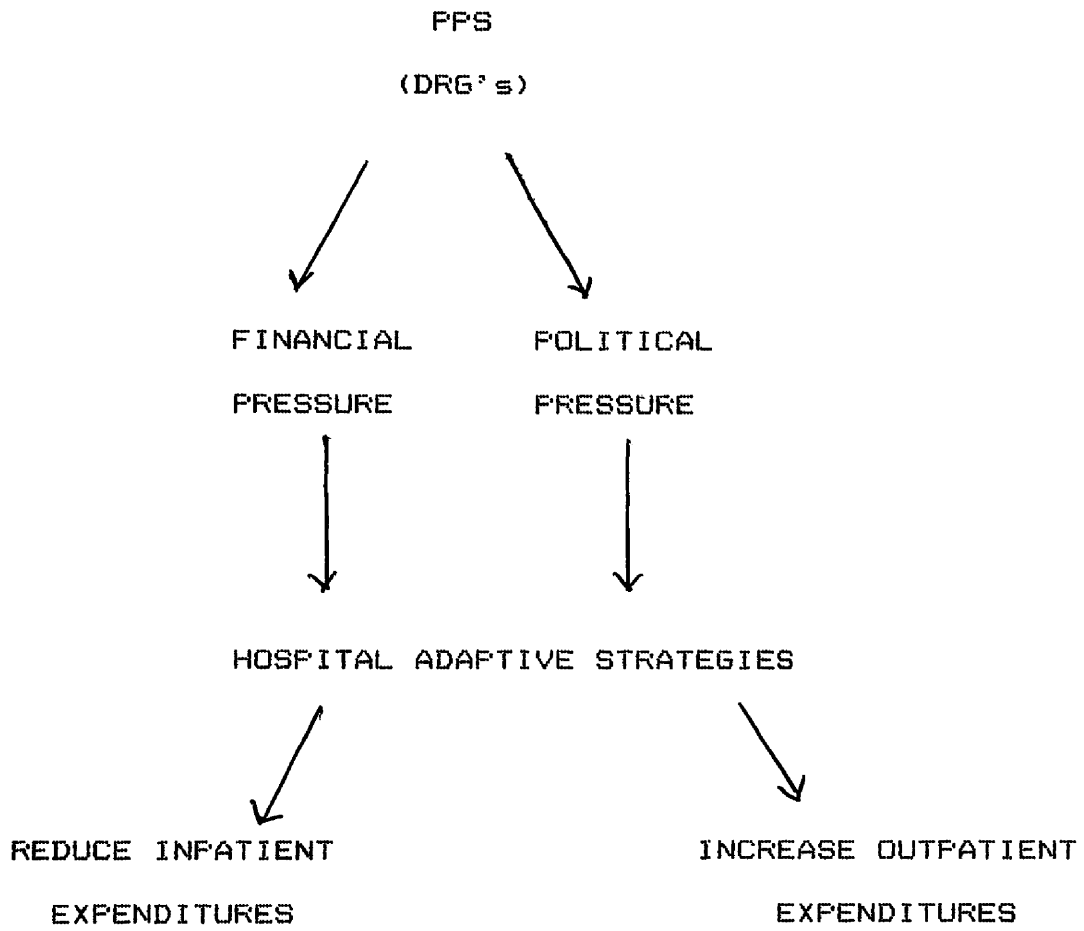 PPS
(DRG's)
FINANCIAL POLITICAL
PRESSURE PRESSURE
HOSPITAL ADAPTIVE STRATEGIES
REDUCE INPATIENT INCREASE OUTPATIENT
EXPENDITURES EXPENDITURES